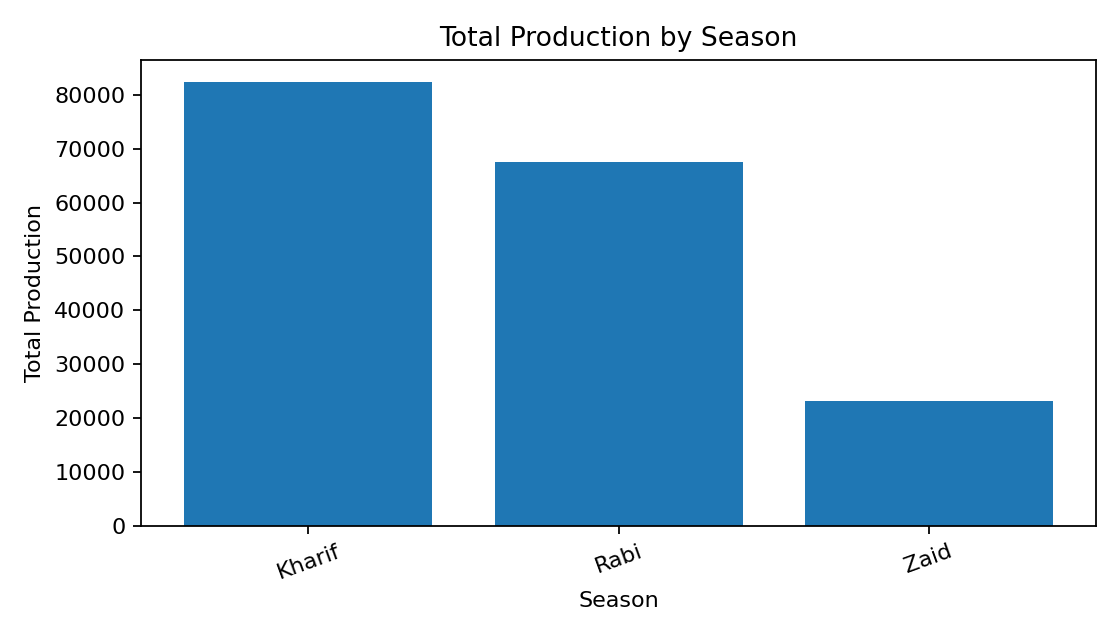 Total Production by Season
Total Production
80000
70000
60000
50000
40000
30000
20000
10000
0
Kharif
Rabi
Zaid
Season